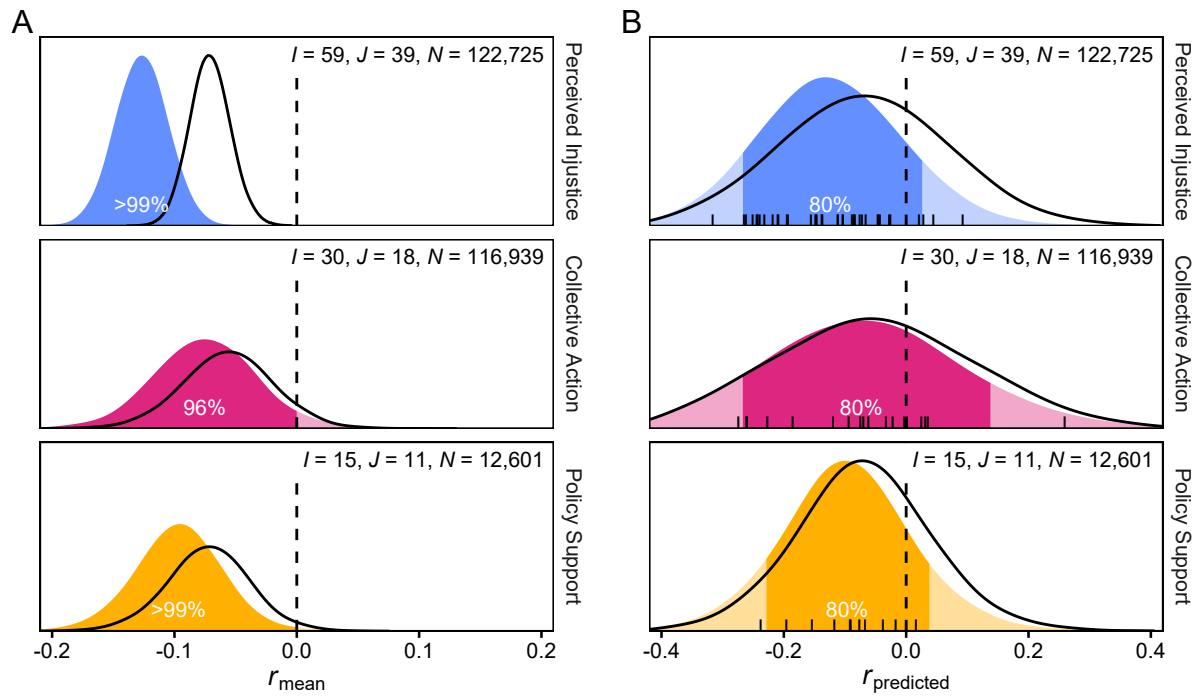 A
I = 59, J = 39, N = 122,725
>99%
Perceived Injustice
I = 30, J = 18, N = 116,939
96%
Collective Action
I = 15, J = 11, N = 12,601
>99%
Policy Support
-0.2 -0.1 0.0 0.1 0.2
r mean
B
I = 59, J = 39, N = 122,725
80%
Perceived Injustice
I = 30, J = 18, N = 116,939
80%
Collective Action
I = 15, J = 11, N = 12,601
80%
Policy Support
-0.4 -0.2 0.0 0.2 0.4
r predicted